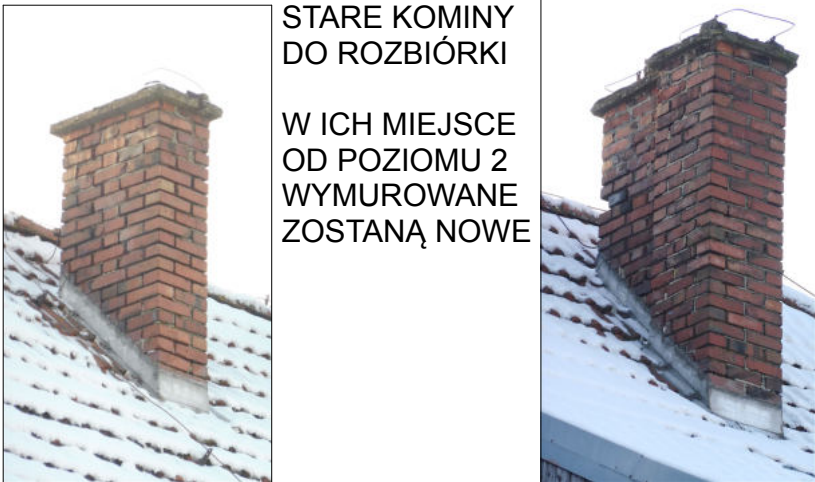 STARE KOMINY
DO ROZBIÓRKI
W ICH MIEJSCE
OD POZIOMU 2
WYMUROWANE
ZOSTANĄ NOWE